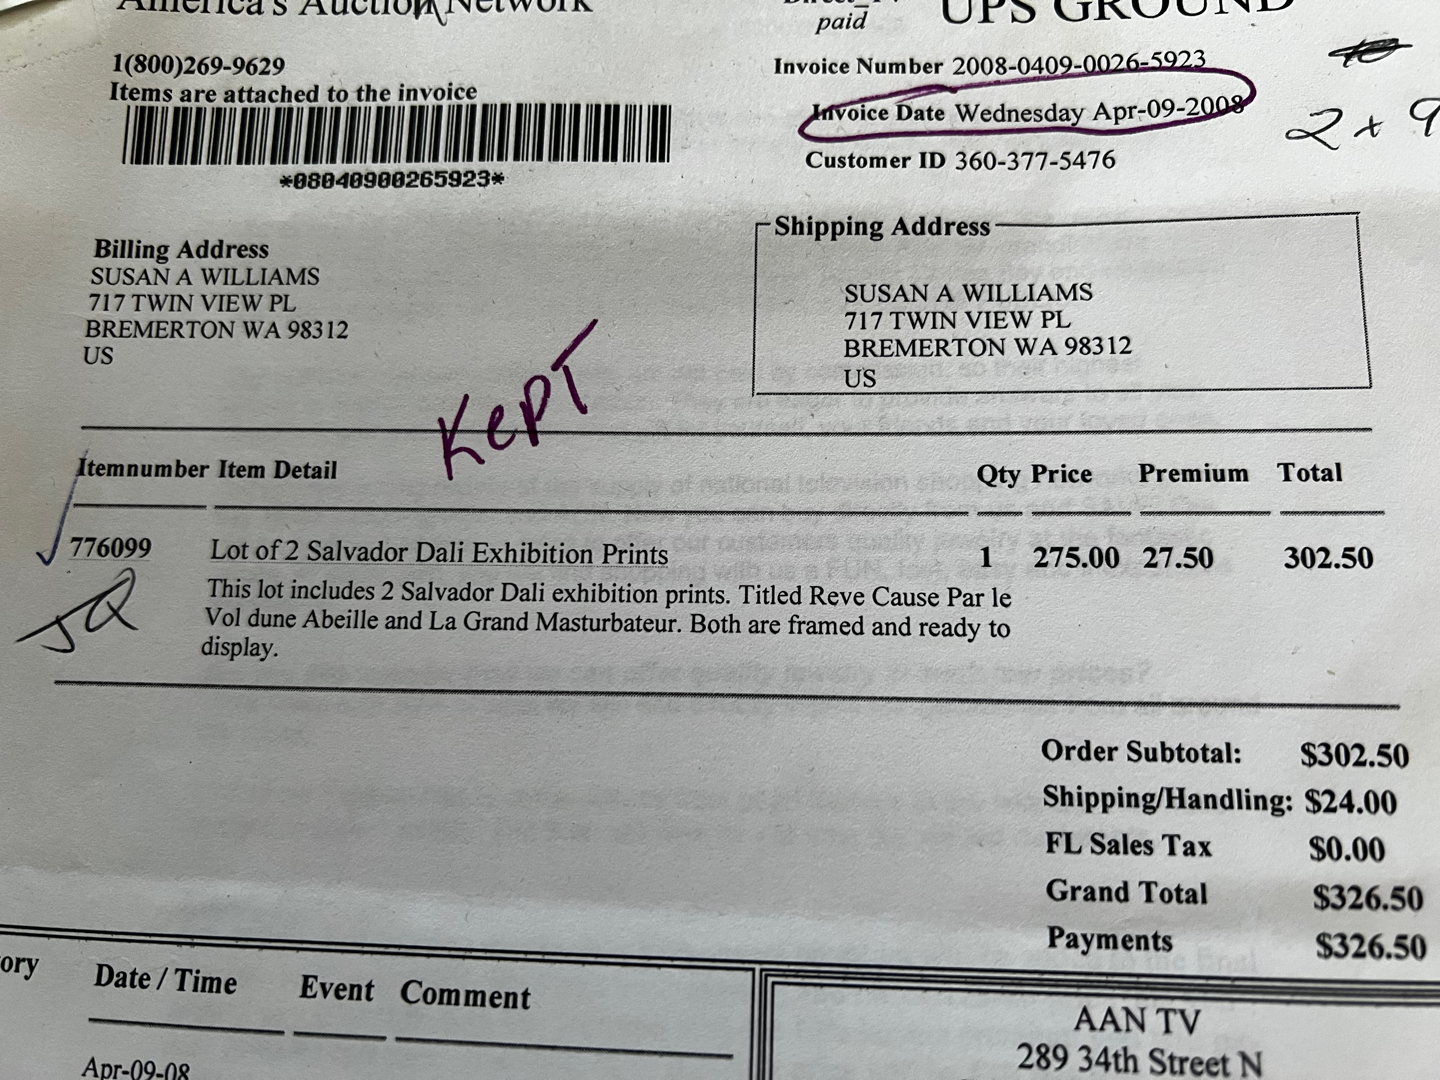 America's Auction Network
paid
UPS GROUND
1(800)269-9629
Items are attached to the invoice
*08040900265923*
Invoice Number 2008-0409-0026-5923
Invoice Date Wednesday Apr-09-2008
Customer ID 360-377-5476
2 x 9
Billing Address
SUSAN A WILLIAMS
717 TWIN VIEW PL
BREMERTON WA 98312
US
Shipping Address
SUSAN A WILLIAMS
717 TWIN VIEW PL
BREMERTON WA 98312
US
KEPT
Itemnumber Item Detail Qty Price Premium Total
776099 Lot of 2 Salvador Dali Exhibition Prints 1 275.00 27.50 302.50
This lot includes 2 Salvador Dali exhibition prints. Titled Reve Cause Par le
Vol dune Abeille and La Grand Masturbateur. Both are framed and ready to
display.
Order Subtotal: $302.50
Shipping/Handling: $24.00
FL Sales Tax $0.00
Grand Total $326.50
Payments $326.50
ory
Date / Time Event Comment
Apr-09-08
AAN TV
289 34th Street N